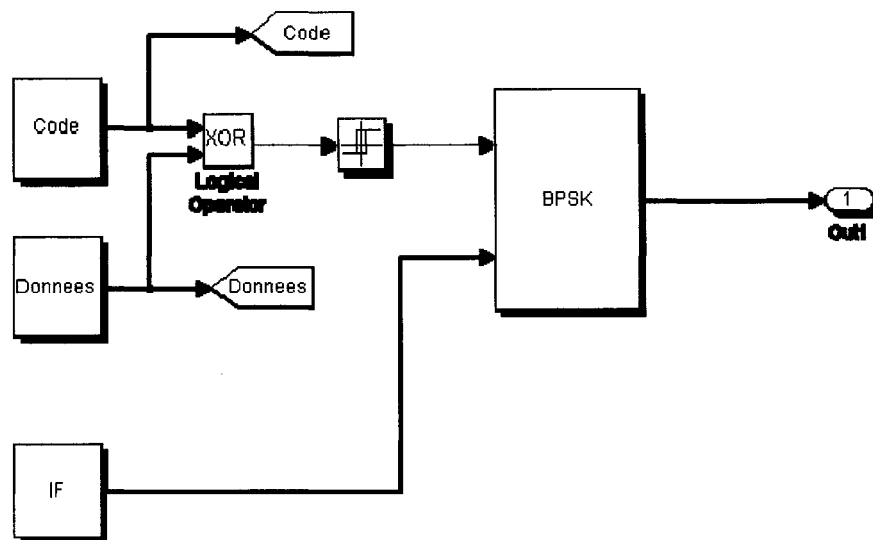 Code
Code
XOR
Logical
Operator
BPSK
1
Out1
Donnees
Donnees
IF